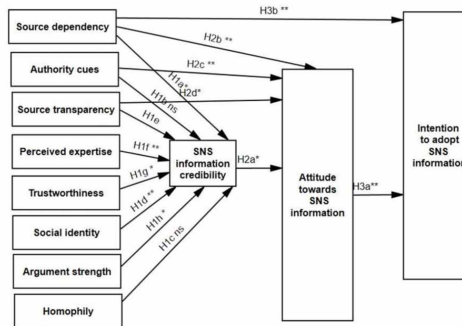 Source dependency
Authority cues
Source transparency
Perceived expertise
Trustworthiness
Social identity
Argument strength
Homophily
H3b **
H2b **
H2c **
H2d*
H1a*
H1b ns
H1e
H1f **
H1g *
H1d **
H1h *
H1c ns
SNS
information
credibility
H2a*
Attitude
towards
SNS
information
H3a**
Intention
to adopt
SNS
information